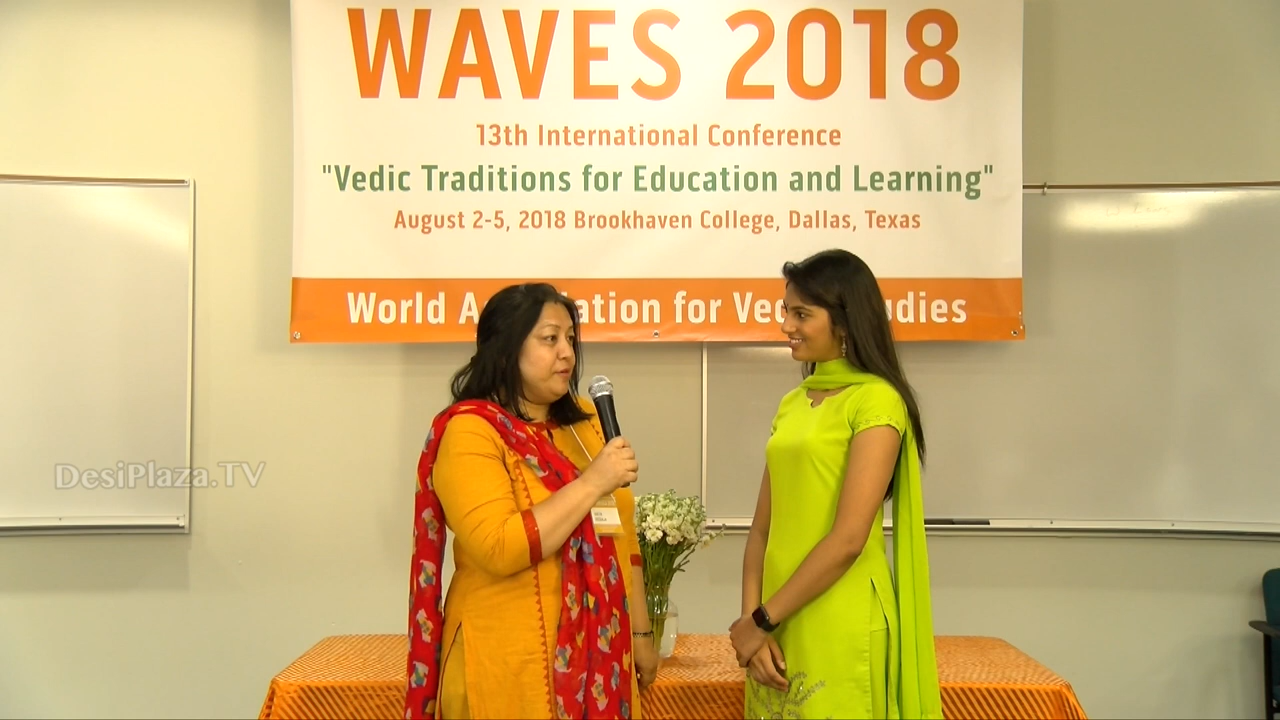 WAVES 2018
13th International Conference
"Vedic Traditions for Education and Learning"
August 2-5, 2018 Brookhaven College, Dallas, Texas
World A iation for Ved udies
DesiPlaza.TV